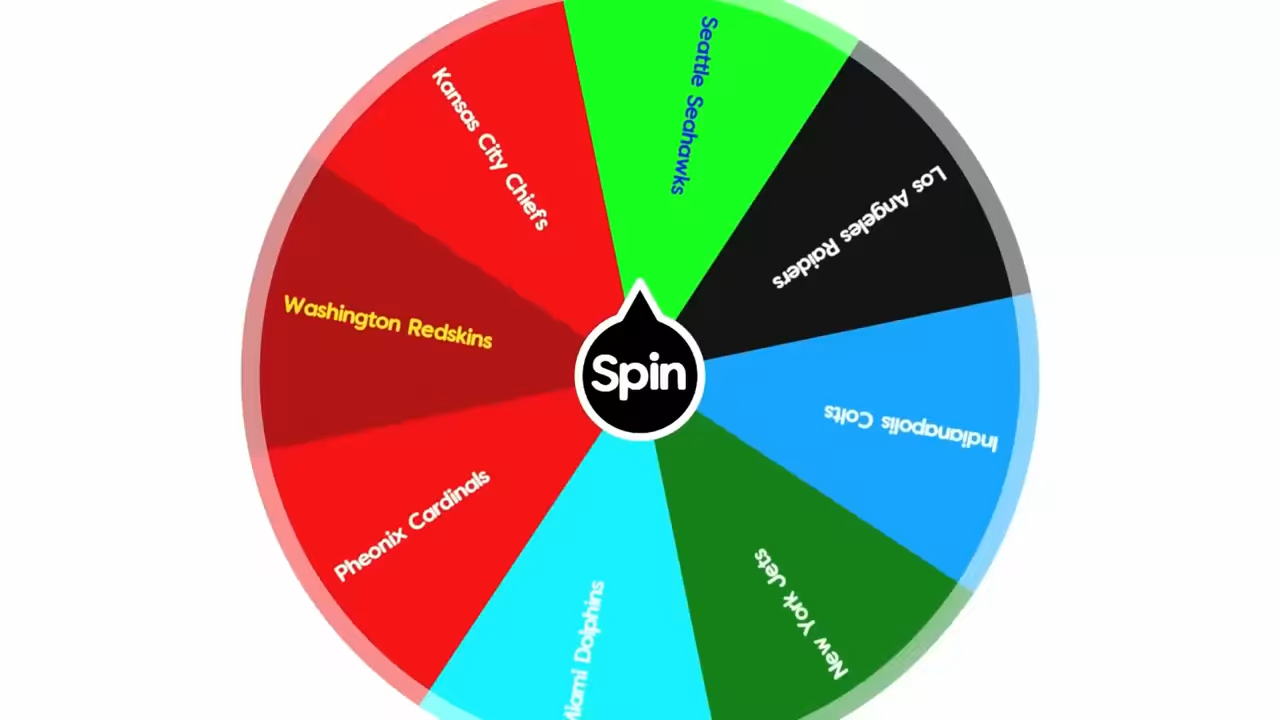 Seattle Seahawks
Los Angeles Raiders
Indianapolis Colts
New York Jets
Miami Dolphins
Pheonix Cardinals
Washington Redskins
Kansas City Chiefs
Spin